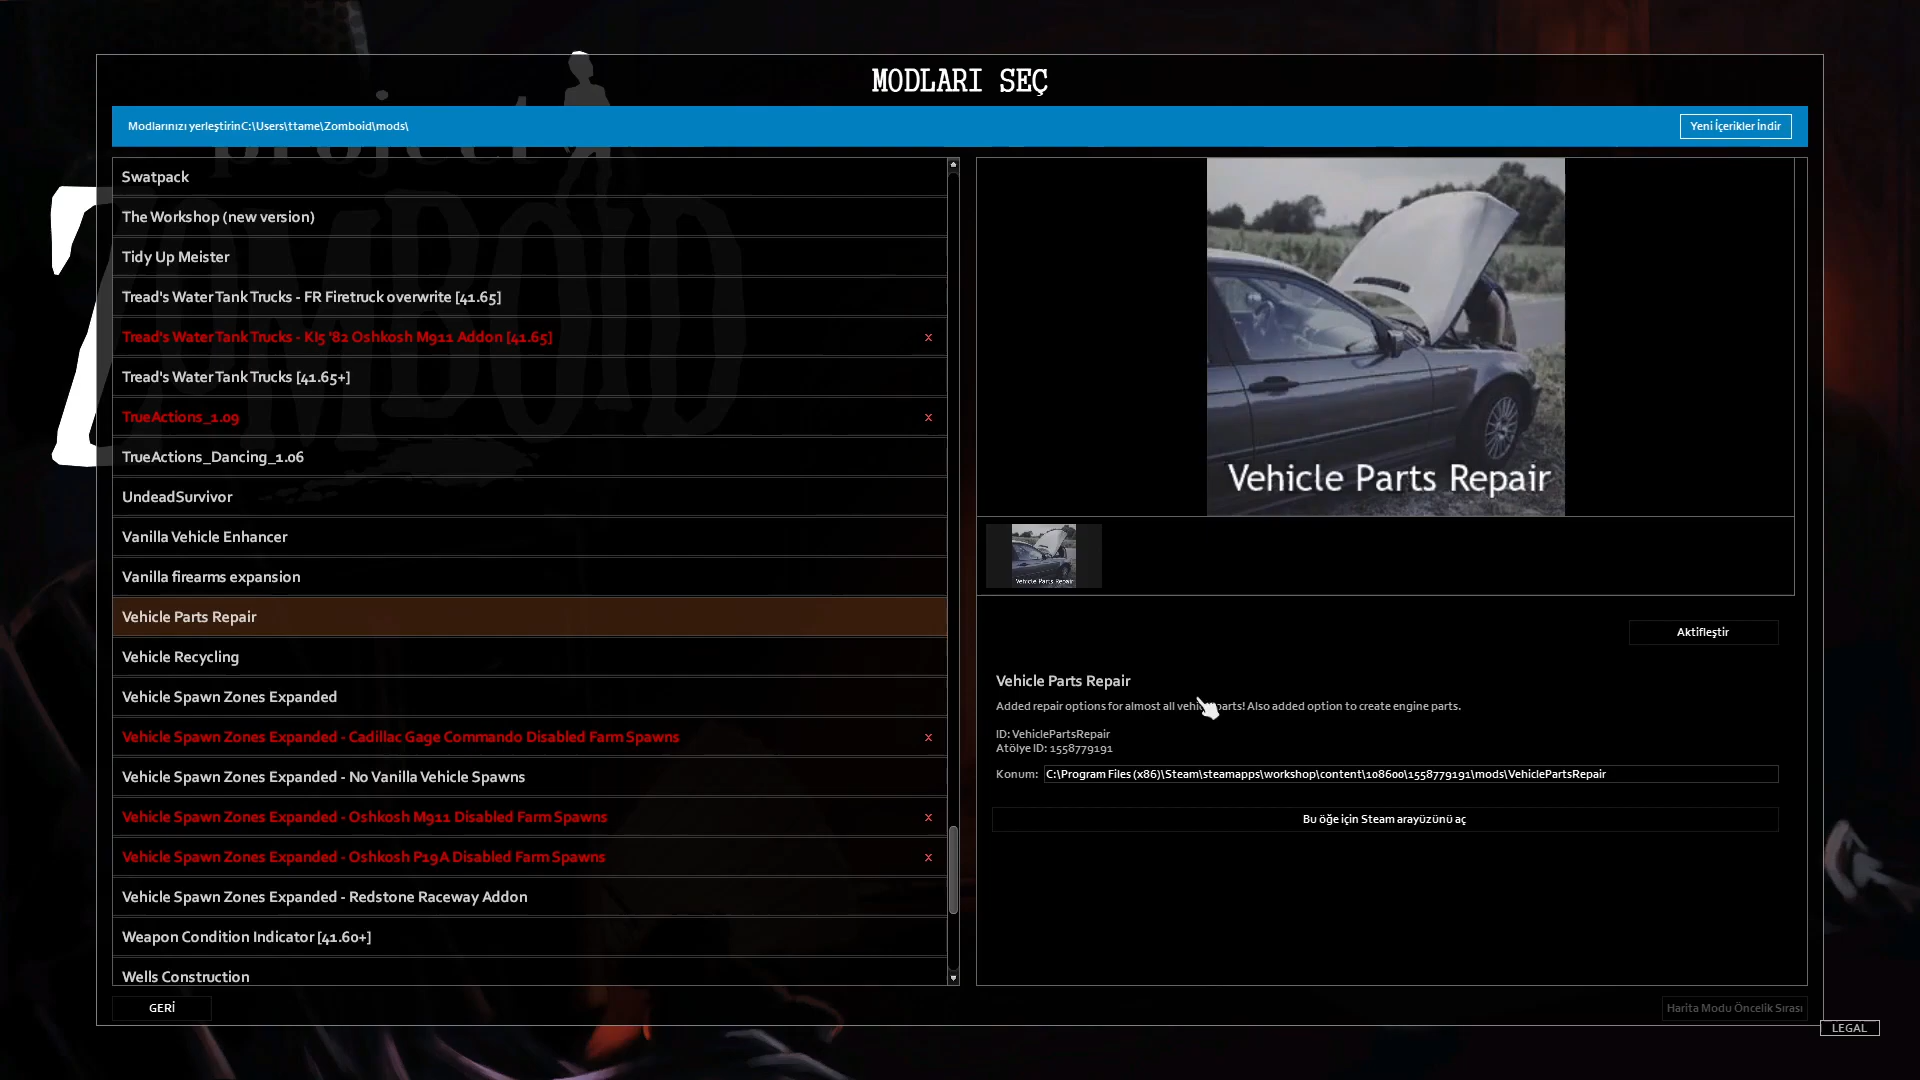 MODLARI SEÇ
Modlarınızı yerleştirinC:\Users\ttame\Zomboid\mods\
Yeni İçerikler İndir
project
ZOMBOID
Swatpack
The Workshop (new version)
Tidy Up Meister
Tread's Water Tank Trucks - FR Firetruck overwrite [41.65]
Tread's Water Tank Trucks - KI5 '82 Oshkosh M911 Addon [41.65] x
Tread's Water Tank Trucks [41.65+]
TrueActions_1.09 x
TrueActions_Dancing_1.06
UndeadSurvivor
Vanilla Vehicle Enhancer
Vanilla firearms expansion
Vehicle Parts Repair
Vehicle Recycling
Vehicle Spawn Zones Expanded
Vehicle Spawn Zones Expanded - Cadillac Gage Commando Disabled Farm Spawns x
Vehicle Spawn Zones Expanded - No Vanilla Vehicle Spawns
Vehicle Spawn Zones Expanded - Oshkosh M911 Disabled Farm Spawns x
Vehicle Spawn Zones Expanded - Oshkosh P19A Disabled Farm Spawns x
Vehicle Spawn Zones Expanded - Redstone Raceway Addon
Weapon Condition Indicator [41.60+]
Wells Construction
GERİ
Vehicle Parts Repair
Vehicle Parts Repair
Aktifleştir
Vehicle Parts Repair
Added repair options for almost all vehicle parts! Also added option to create engine parts.
ID: VehiclePartsRepair
Atölye ID: 1558779191
Konum: C:\Program Files (x86)\Steam\steamapps\workshop\content\108600\1558779191\mods\VehiclePartsRepair
Bu öğe için Steam arayüzünü aç
Harita Modu Öncelik Sırası
LEGAL